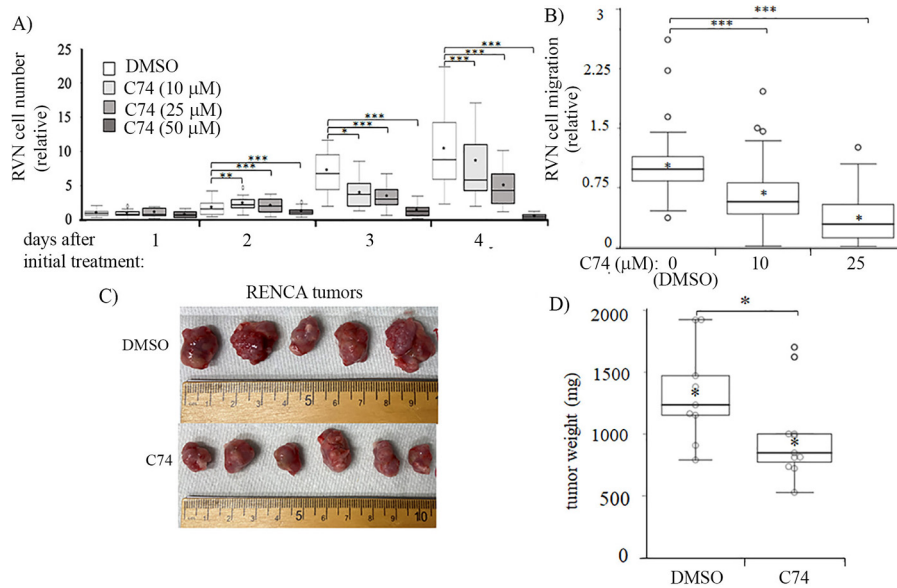 A)
RVN cell number
(relative)
25
20
15
10
5
0
DMSO
C74 (10 μM)
C74 (25 μM)
C74 (50 μM)
**
***
***
*
***
***
***
***
***
days after
initial treatment:
1
2
3
4
B)
RVN cell migration
(relative)
3
2.25
1.5
0.75
0
***
***
*
*
*
C74 (μM): 0 10 25
(DMSO)
C)
RENCA tumors
DMSO
5
C74
5
10
D)
tumor weight (mg)
2000
1500
1000
500
0
*
*
*
DMSO C74